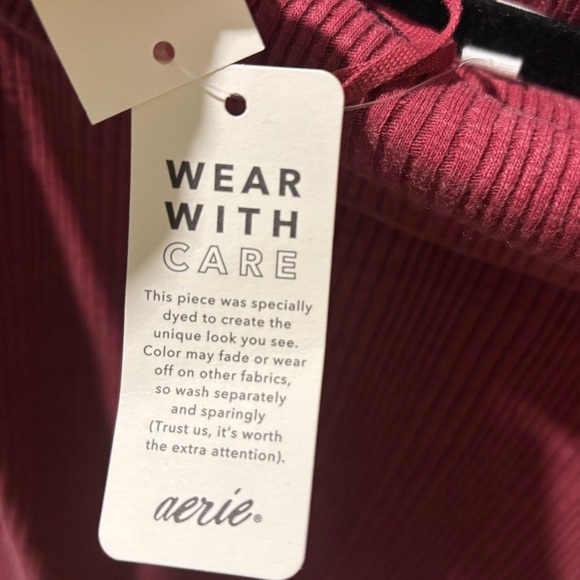 WEAR
WITH
CARE
This piece was specially
dyed to create the
unique look you see.
Color may fade or wear
off on other fabrics,
so wash separately
and sparingly
(Trust us, it's worth
the extra attention).
aerie®